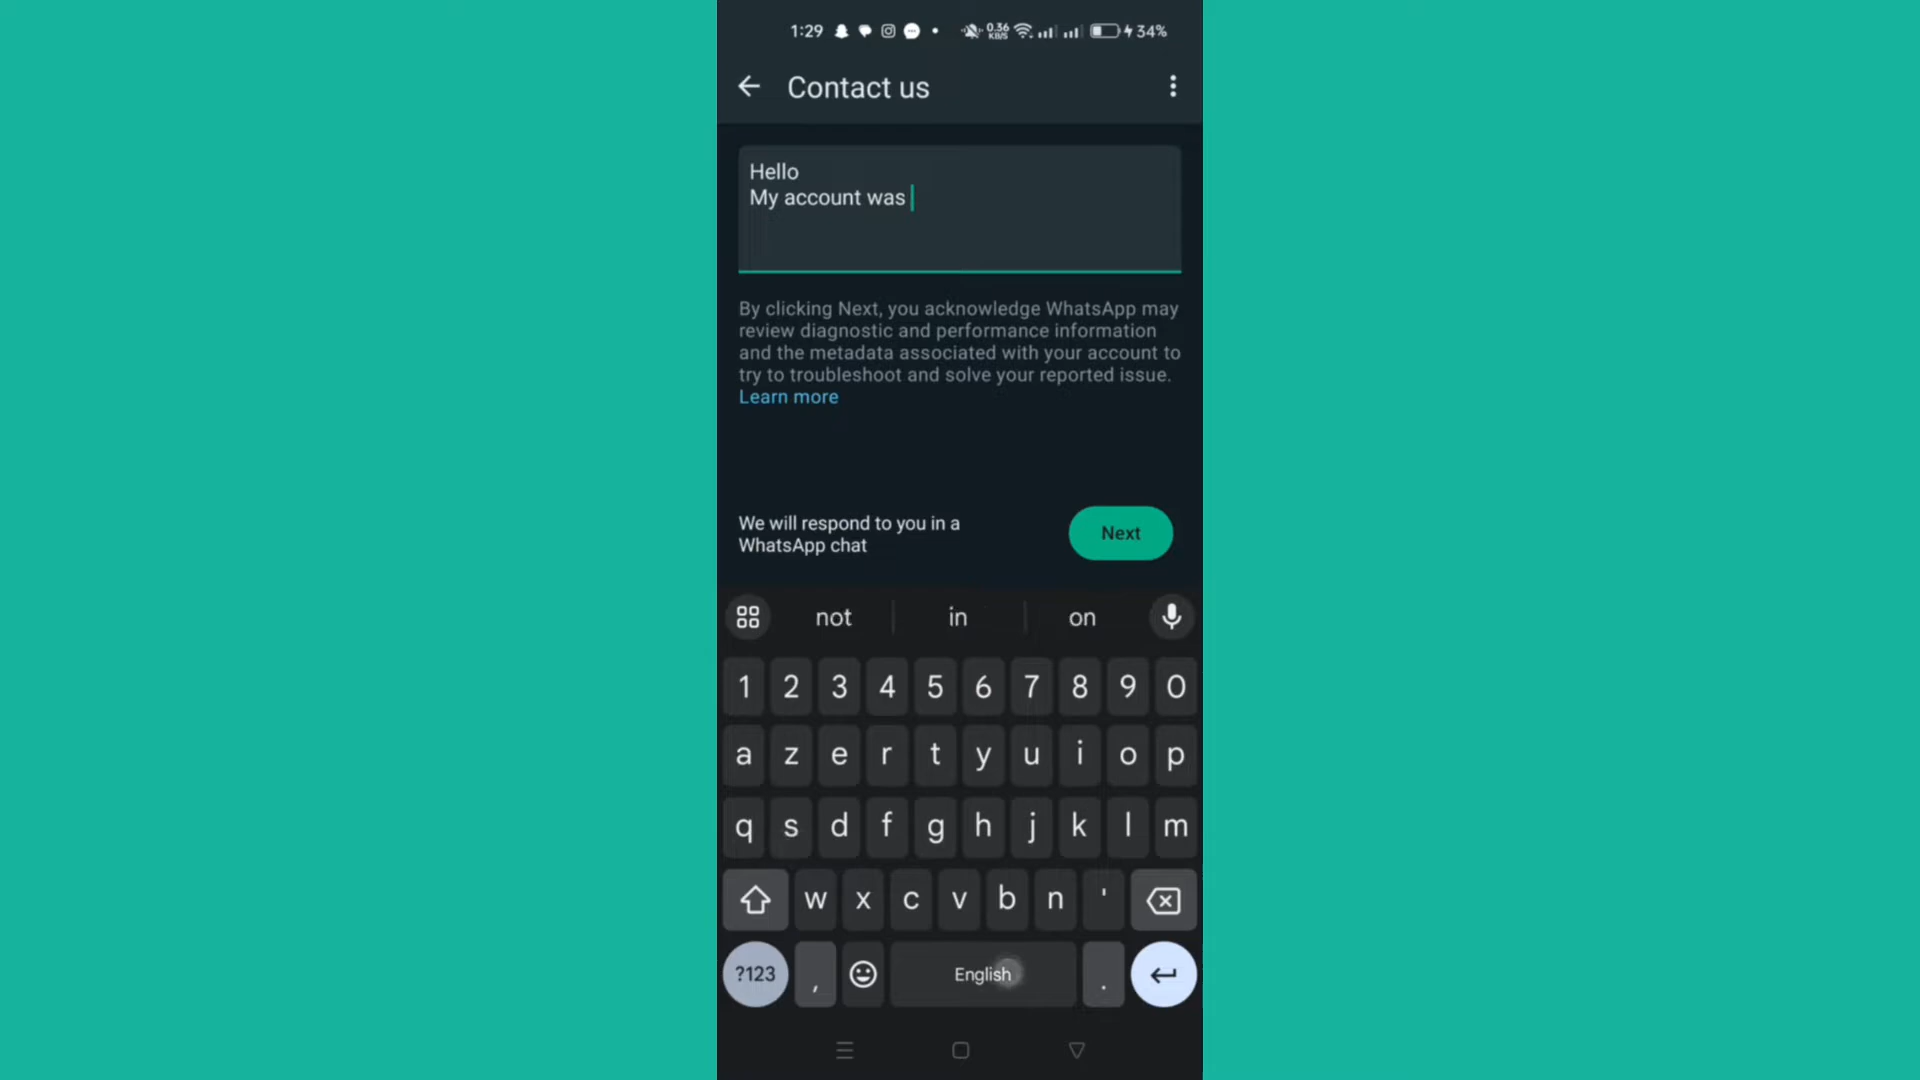 1:29 0.36 KB/S 34%
Contact us
Hello
My account was
By clicking Next, you acknowledge WhatsApp may
review diagnostic and performance information
and the metadata associated with your account to
try to troubleshoot and solve your reported issue.
Learn more
We will respond to you in a
WhatsApp chat
Next
not in on
1 2 3 4 5 6 7 8 9 0
a z e r t y u i o p
q s d f g h j k l m
w x c v b n '
?123 , English .